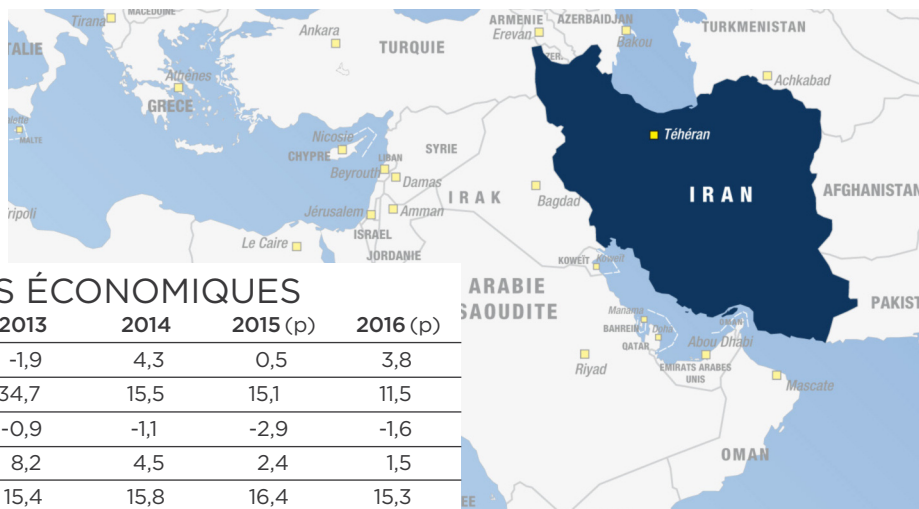 MACEDOINE
Tirana
ARMENIE
AZERBAIDJAN
Ankara
Erevan
Bakou
TURKMENISTAN
TURQUIE
Achkabad
Athènes
GRECE
MALTE
Téhéran
Nicosie
CHYPRE
LIBAN
SYRIE
Beyrouth
Damas
IRAN
AFGHANISTAN
IRAK
Bagdad
Jérusalem
Amman
ISRAEL
Le Caire
JORDANIE
KOWEÏT
Koweit
ARABIE
SAOUDITE
Manama
BAHREIN
Doha
QATAR
OMAN
Abou Dhabi
EMIRATS ARABES
UNIS
Riyad
Mascate
OMAN
S ÉCONOMIQUES
2013 2014 2015 (p) 2016 (p)
-1,9 4,3 0,5 3,8
34,7 15,5 15,1 11,5
-0,9 -1,1 -2,9 -1,6
8,2 4,5 2,4 1,5
15,4 15,8 16,4 15,3